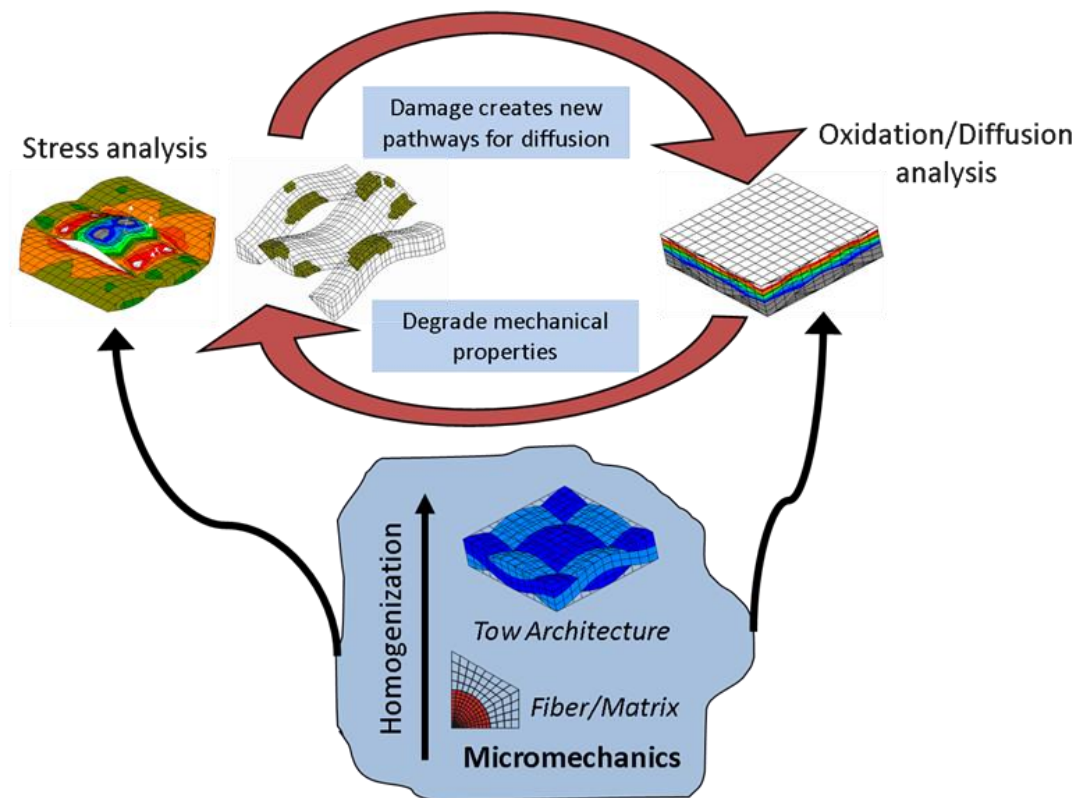 Damage creates new
pathways for diffusion
Stress analysis
Oxidation/Diffusion
analysis
Degrade mechanical
properties
Homogenization
Tow Architecture
Fiber/Matrix
Micromechanics